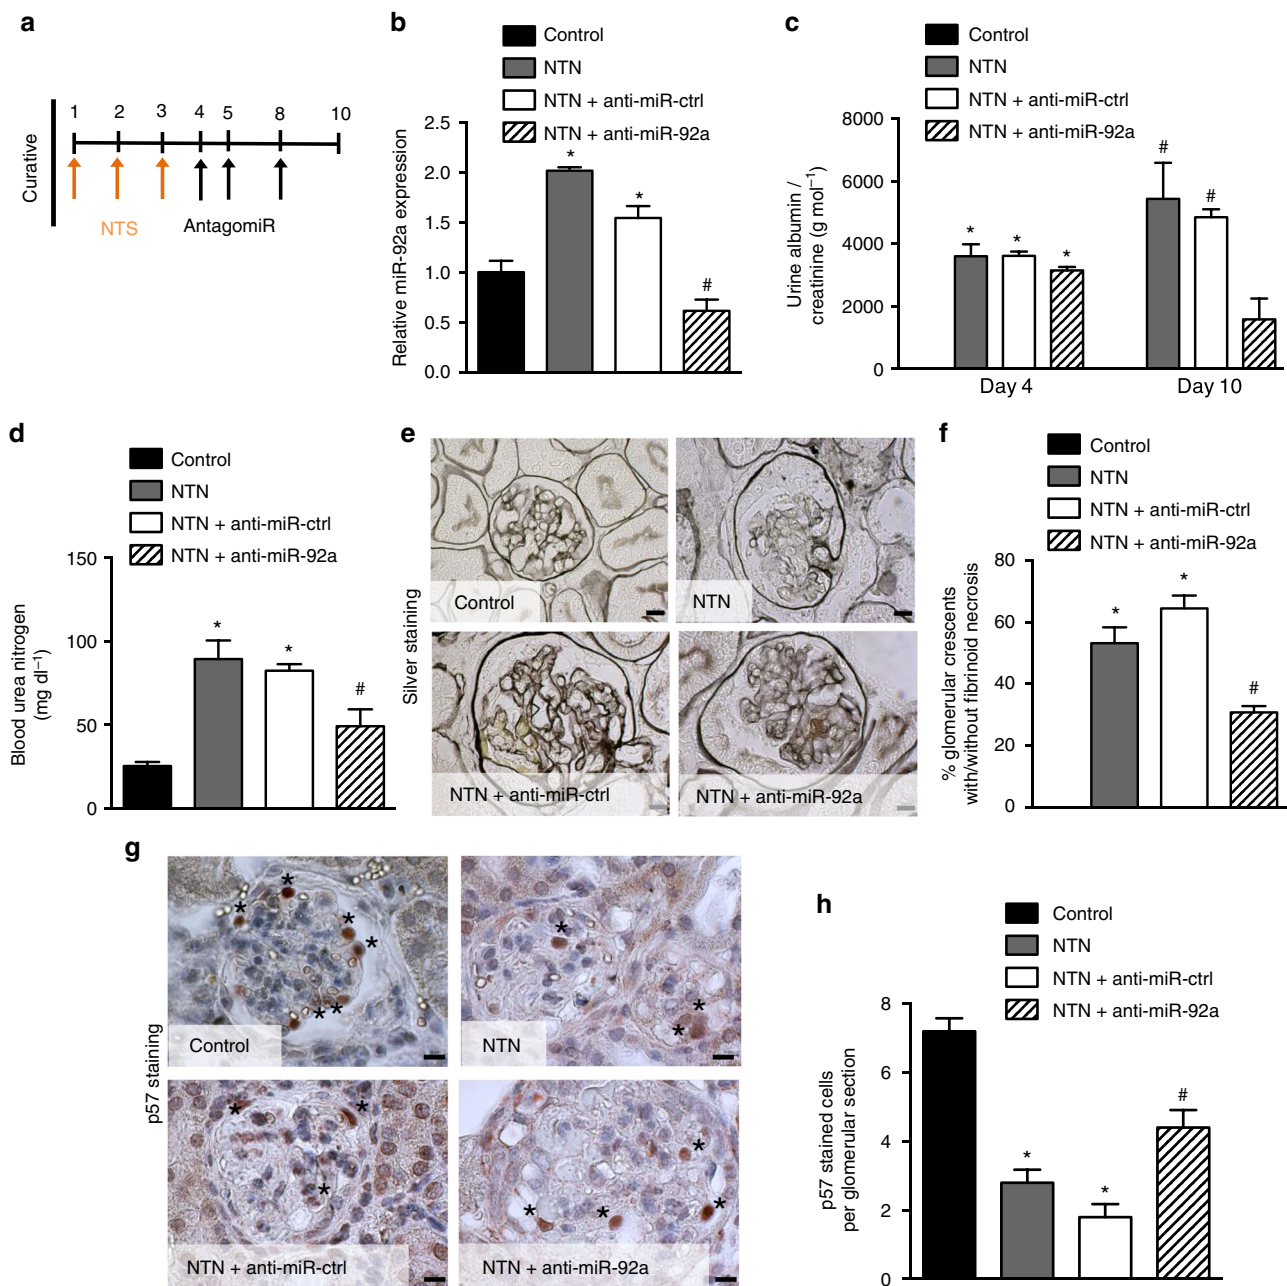 a
Curative
1 2 3 4 5 8 10
NTS
AntagomiR
b
Control
NTN
NTN + anti-miR-ctrl
NTN + anti-miR-92a
Relative miR-92a expression
2.5
2.0
1.5
1.0
0.5
0.0
*
*
#
c
Control
NTN
NTN + anti-miR-ctrl
NTN + anti-miR-92a
Urine albumin /
creatinine (g mol⁻¹)
8000
6000
4000
2000
0
* * *
# #
Day 4 Day 10
d
Control
NTN
NTN + anti-miR-ctrl
NTN + anti-miR-92a
Blood urea nitrogen
(mg dl⁻¹)
150
100
50
0
* * #
e
Silver staining
Control
NTN
NTN + anti-miR-ctrl
NTN + anti-miR-92a
f
Control
NTN
NTN + anti-miR-ctrl
NTN + anti-miR-92a
% glomerular crescents
with/without fibrinoid necrosis
80
60
40
20
0
* * #
g
p57 staining
* * * * * *
Control
* * *
NTN
* * *
NTN + anti-miR-ctrl
* * * *
NTN + anti-miR-92a
h
Control
NTN
NTN + anti-miR-ctrl
NTN + anti-miR-92a
p57 stained cells
per glomerular section
8
6
4
2
0
* * #